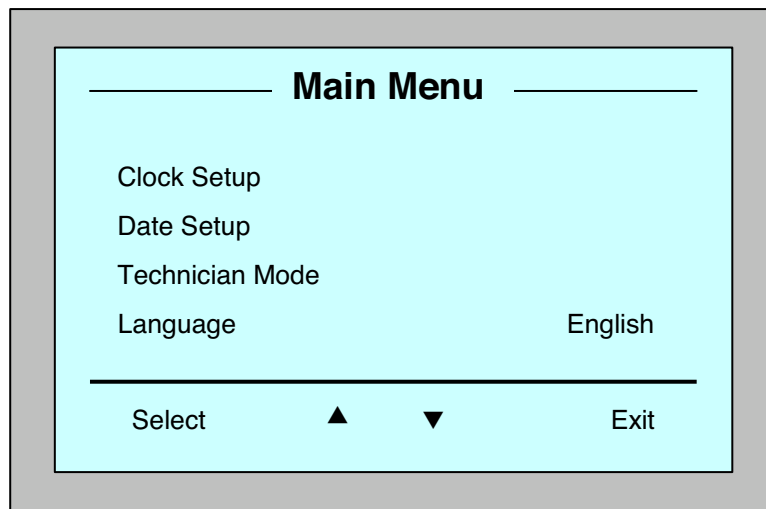 Main Menu
Clock Setup
Date Setup
Technician Mode
Language English
Select ▲ ▼ Exit